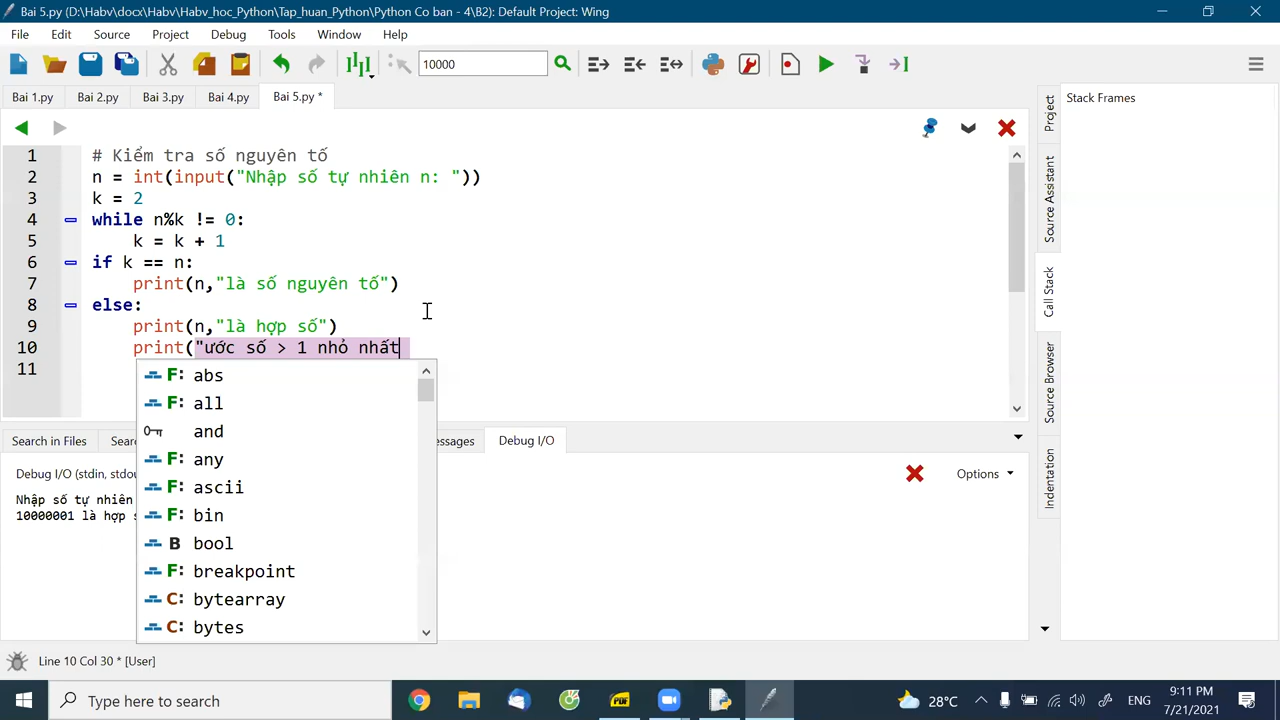 Bai 5.py (D:\Habv\docx\Habv\Habv_hoc_Python\Tap_huan_Python\Python Co ban - 4\B2): Default Project: Wing
File Edit Source Project Debug Tools Window Help
10000
Bai 1.py Bai 2.py Bai 3.py Bai 4.py Bai 5.py *
Stack Frames
1 # Kiểm tra số nguyên tố
2 n = int(input("Nhập số tự nhiên n: "))
3 k = 2
4 while n%k != 0:
5 k = k + 1
6 if k == n:
7 print(n,"là số nguyên tố")
8 else:
9 print(n,"là hợp số")
10 print("ước số > 1 nhỏ nhất
11
F: abs
F: all
and
F: any
F: ascii
F: bin
B bool
F: breakpoint
C: bytearray
C: bytes
Project
Source Assistant
Call Stack
Source Browser
Indentation
Search in Files Sear essages Debug I/O
Debug I/O (stdin, stdou Options
Nhập số tự nhiên
10000001 là hợp s
Line 10 Col 30 * [User]
Type here to search
PDF
28°C ENG 9:11 PM
7/21/2021